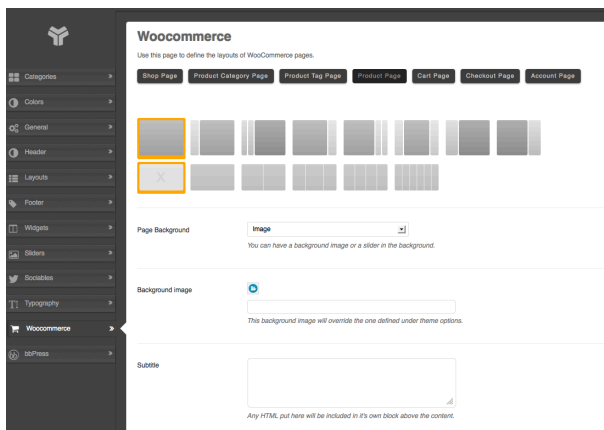 Woocommerce
Use this page to define the layouts of WooCommerce pages.
Shop Page Product Category Page Product Tag Page Product Page Cart Page Checkout Page Account Page
Categories
Colors
General
Header
Layouts
Footer
Widgets
Sliders
Sociables
Typography
Woocommerce
bbPress
X
Page Background Image
You can have a background image or a slider in the background.
Background image
This background image will override the one defined under theme options.
Subtitle
Any HTML put here will be included in it's own block above the content.